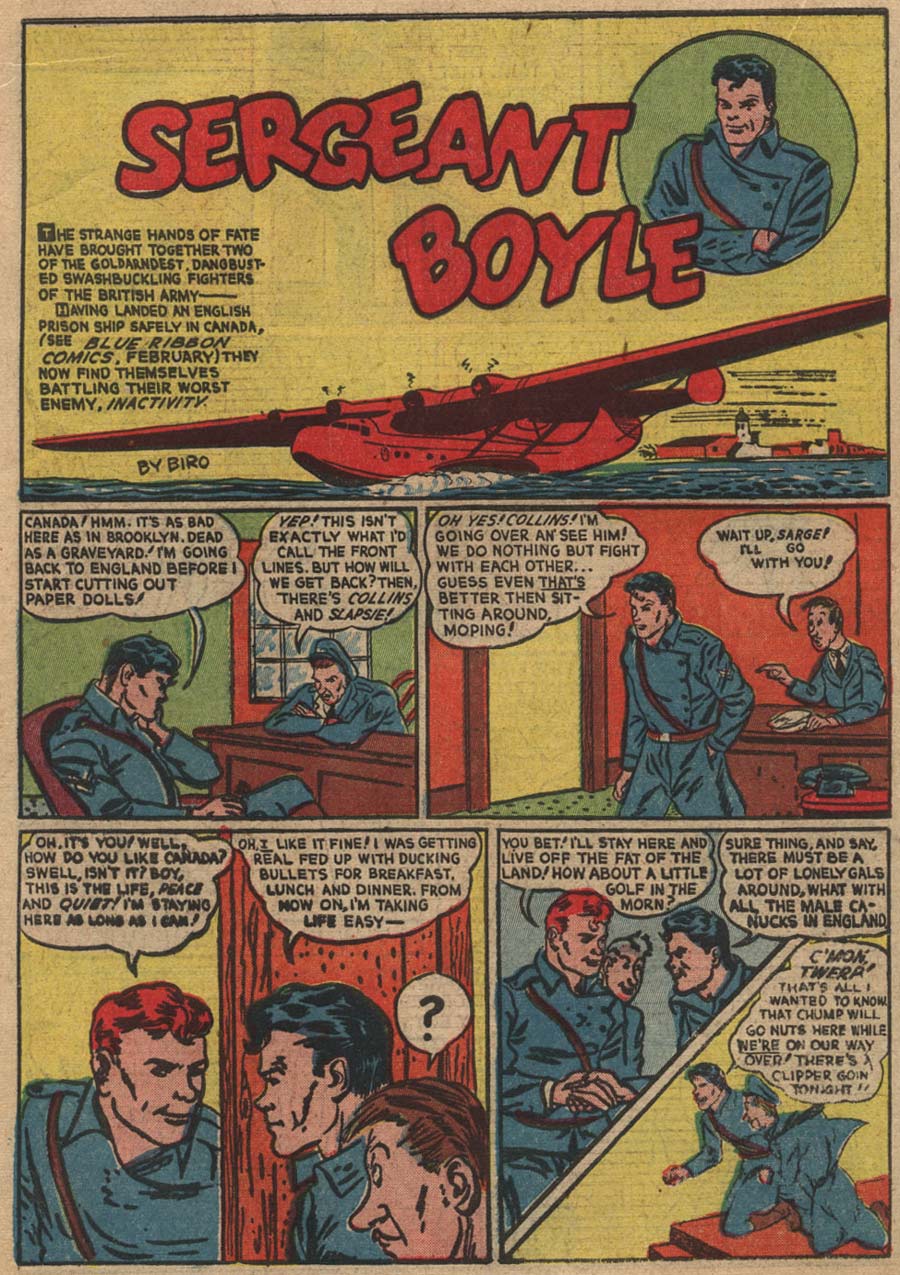 SERGEANT
BOYLE
THE STRANGE HANDS OF FATE
HAVE BROUGHT TOGETHER TWO
OF THE GOLDARNDEST, DANGBUST-
ED SWASHBUCKLING FIGHTERS
OF THE BRITISH ARMY—
HAVING LANDED AN ENGLISH
PRISON SHIP SAFELY IN CANADA,
(SEE BLUE RIBBON
COMICS, FEBRUARY) THEY
NOW FIND THEMSELVES
BATTLING THEIR WORST
ENEMY, INACTIVITY.
BY BIRO
CANADA! HMM. IT'S AS BAD
HERE AS IN BROOKLYN. DEAD
AS A GRAVEYARD! I'M GOING
BACK TO ENGLAND BEFORE I
START CUTTING OUT
PAPER DOLLS!
YEP! THIS ISN'T
EXACTLY WHAT I'D
CALL THE FRONT
LINES. BUT HOW WILL
WE GET BACK? THEN,
THERE'S COLLINS
AND SLAPSIE!
OH YES! COLLINS! I'M
GOING OVER AN' SEE HIM!
WE DO NOTHING BUT FIGHT
WITH EACH OTHER...
GUESS EVEN THAT'S
BETTER THEN SIT-
TING AROUND,
MOPING!
WAIT UP, SARGE!
I'LL GO
WITH YOU!
OH, IT'S YOU! WELL,
HOW DO YOU LIKE CANADA?
SWELL, ISN'T IT? BOY,
THIS IS THE LIFE, PEACE
AND QUIET! I'M STAYING
HERE AS LONG AS I CAN!
OH, I LIKE IT FINE! I WAS GETTING
REAL FED UP WITH DUCKING
BULLETS FOR BREAKFAST,
LUNCH AND DINNER. FROM
NOW ON, I'M TAKING
LIFE EASY—
?
YOU BET! I'LL STAY HERE AND
LIVE OFF THE FAT OF THE
LAND! HOW ABOUT A LITTLE
GOLF IN THE
MORN?
SURE THING, AND SAY,
THERE MUST BE A
LOT OF LONELY GALS
AROUND, WHAT WITH
ALL THE MALE CA-
NUCKS IN ENGLAND
C'MON,
TWERP!
THAT'S ALL I
WANTED TO KNOW.
THAT CHUMP WILL
GO NUTS HERE WHILE
WE'RE ON OUR WAY
OVER! THERE'S A
CLIPPER GOIN
TONIGHT!!